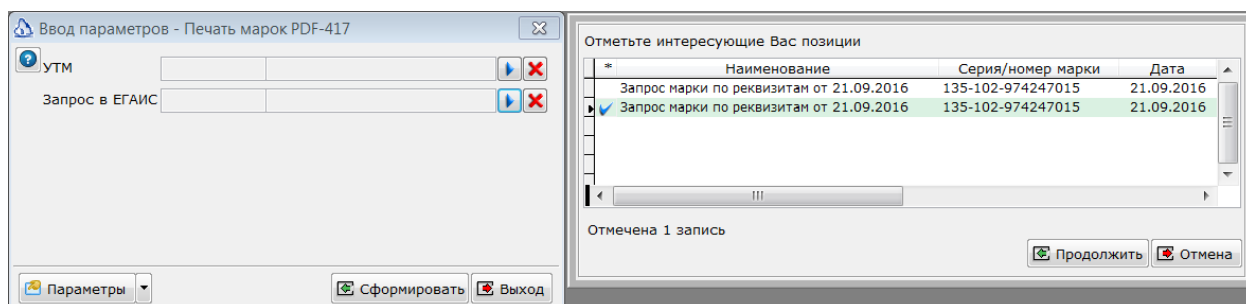 Ввод параметров - Печать марок PDF-417
УТМ
Запрос в ЕГАИС
Параметры
Сформировать
Выход
Отметьте интересующие Вас позиции
* Наименование Серия/номер марки Дата
Запрос марки по реквизитам от 21.09.2016 135-102-974247015 21.09.2016
Запрос марки по реквизитам от 21.09.2016 135-102-974247015 21.09.2016
Отмечена 1 запись
Продолжить
Отмена